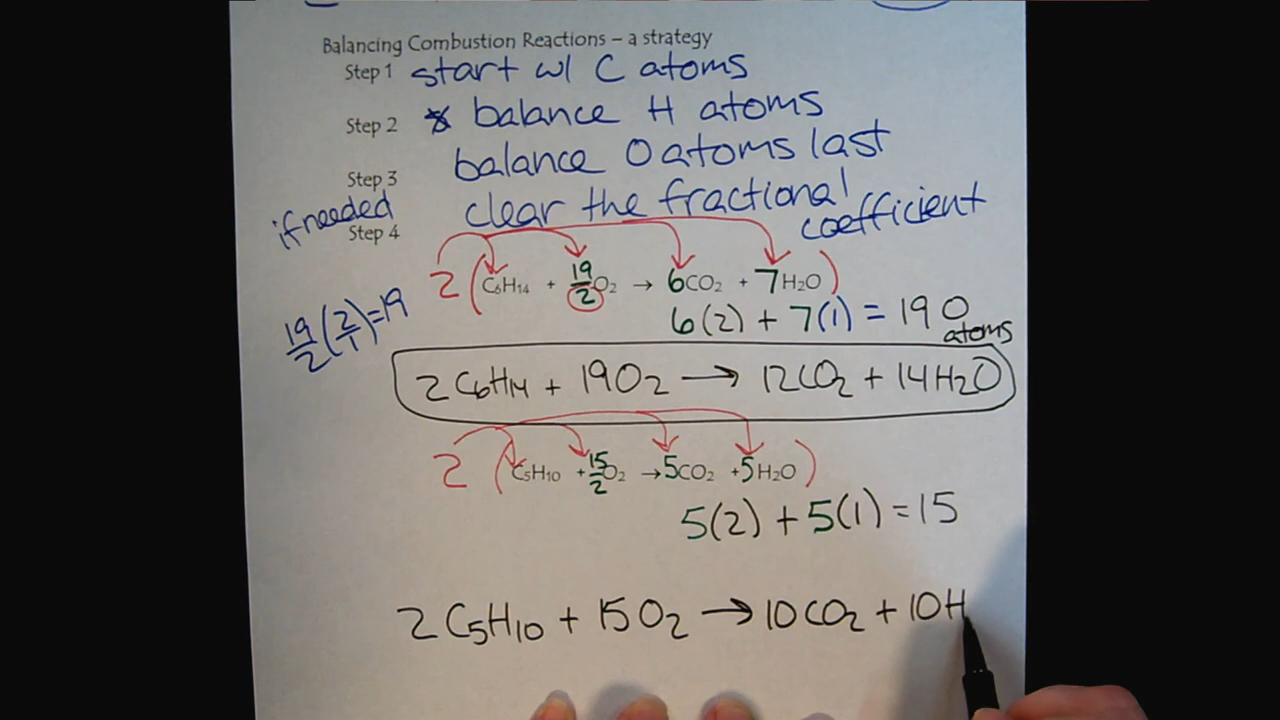 Balancing Combustion Reactions – a strategy
Step 1 start w/ C atoms
Step 2 balance H atoms
Step 3 balance O atoms last
if needed
Step 4 clear the fractional coefficient
2 (C₆H₁₄ + 19/2 O₂ → 6CO₂ + 7H₂O)
19/2 (2/1) = 19
6(2) + 7(1) = 19 O atoms
2C₆H₁₄ + 19O₂ → 12CO₂ + 14H₂O
2 (C₅H₁₀ + 15/2 O₂ → 5CO₂ + 5H₂O)
5(2) + 5(1) = 15
2C₅H₁₀ + 15O₂ → 10CO₂ + 10H